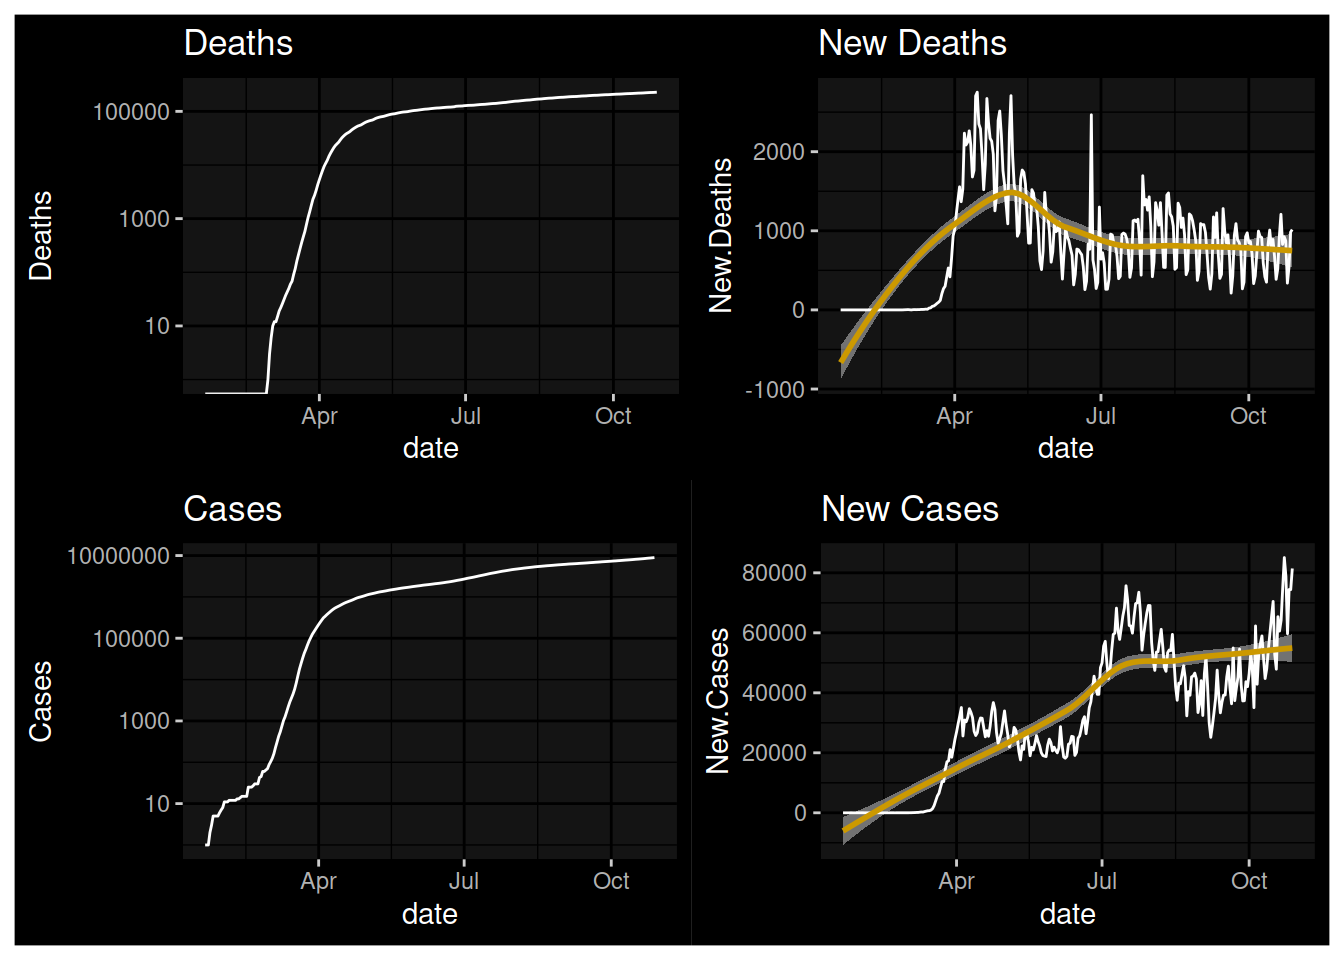 Deaths
Deaths
100000
1000
10
Apr Jul Oct
date
New Deaths
New.Deaths
2000
1000
0
-1000
Apr Jul Oct
date
Cases
Cases
10000000
100000
1000
10
Apr Jul Oct
date
New Cases
New.Cases
80000
60000
40000
20000
0
Apr Jul Oct
date